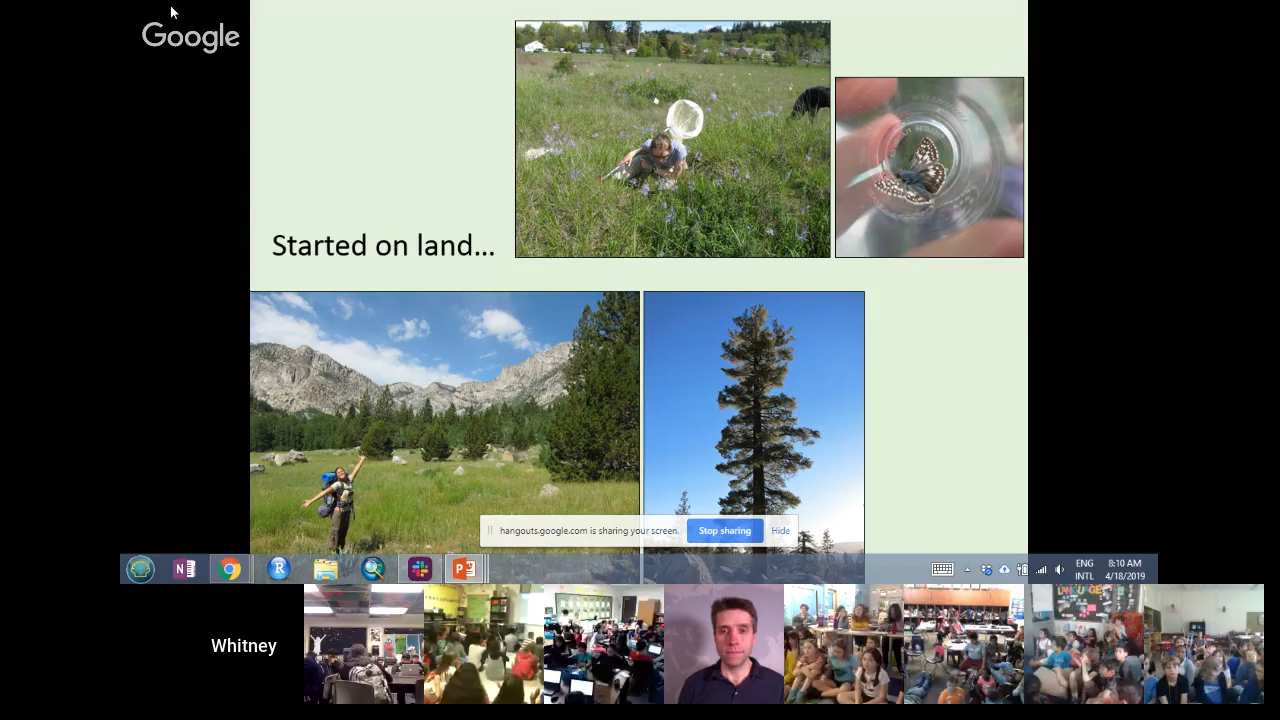 Google
Started on land...
hangouts.google.com is sharing your screen.
Stop sharing
Hide
ENG
INTL
8:10 AM
4/18/2019
Whitney
LANGUAGE